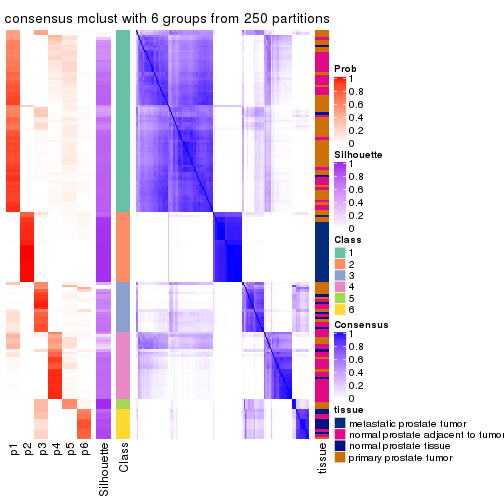 consensus mclust with 6 groups from 250 partitions
Prob
1
0.8
0.6
0.4
0.2
0
Silhouette
1
0.8
0.6
0.4
0.2
0
Class
1
2
3
4
5
6
Consensus
1
0.8
0.6
0.4
0.2
0
tissue
metastatic prostate tumor
normal prostate adjacent to tumor
normal prostate tissue
primary prostate tumor
p1
p2
p3
p4
p5
p6
Silhouette
Class
tissue